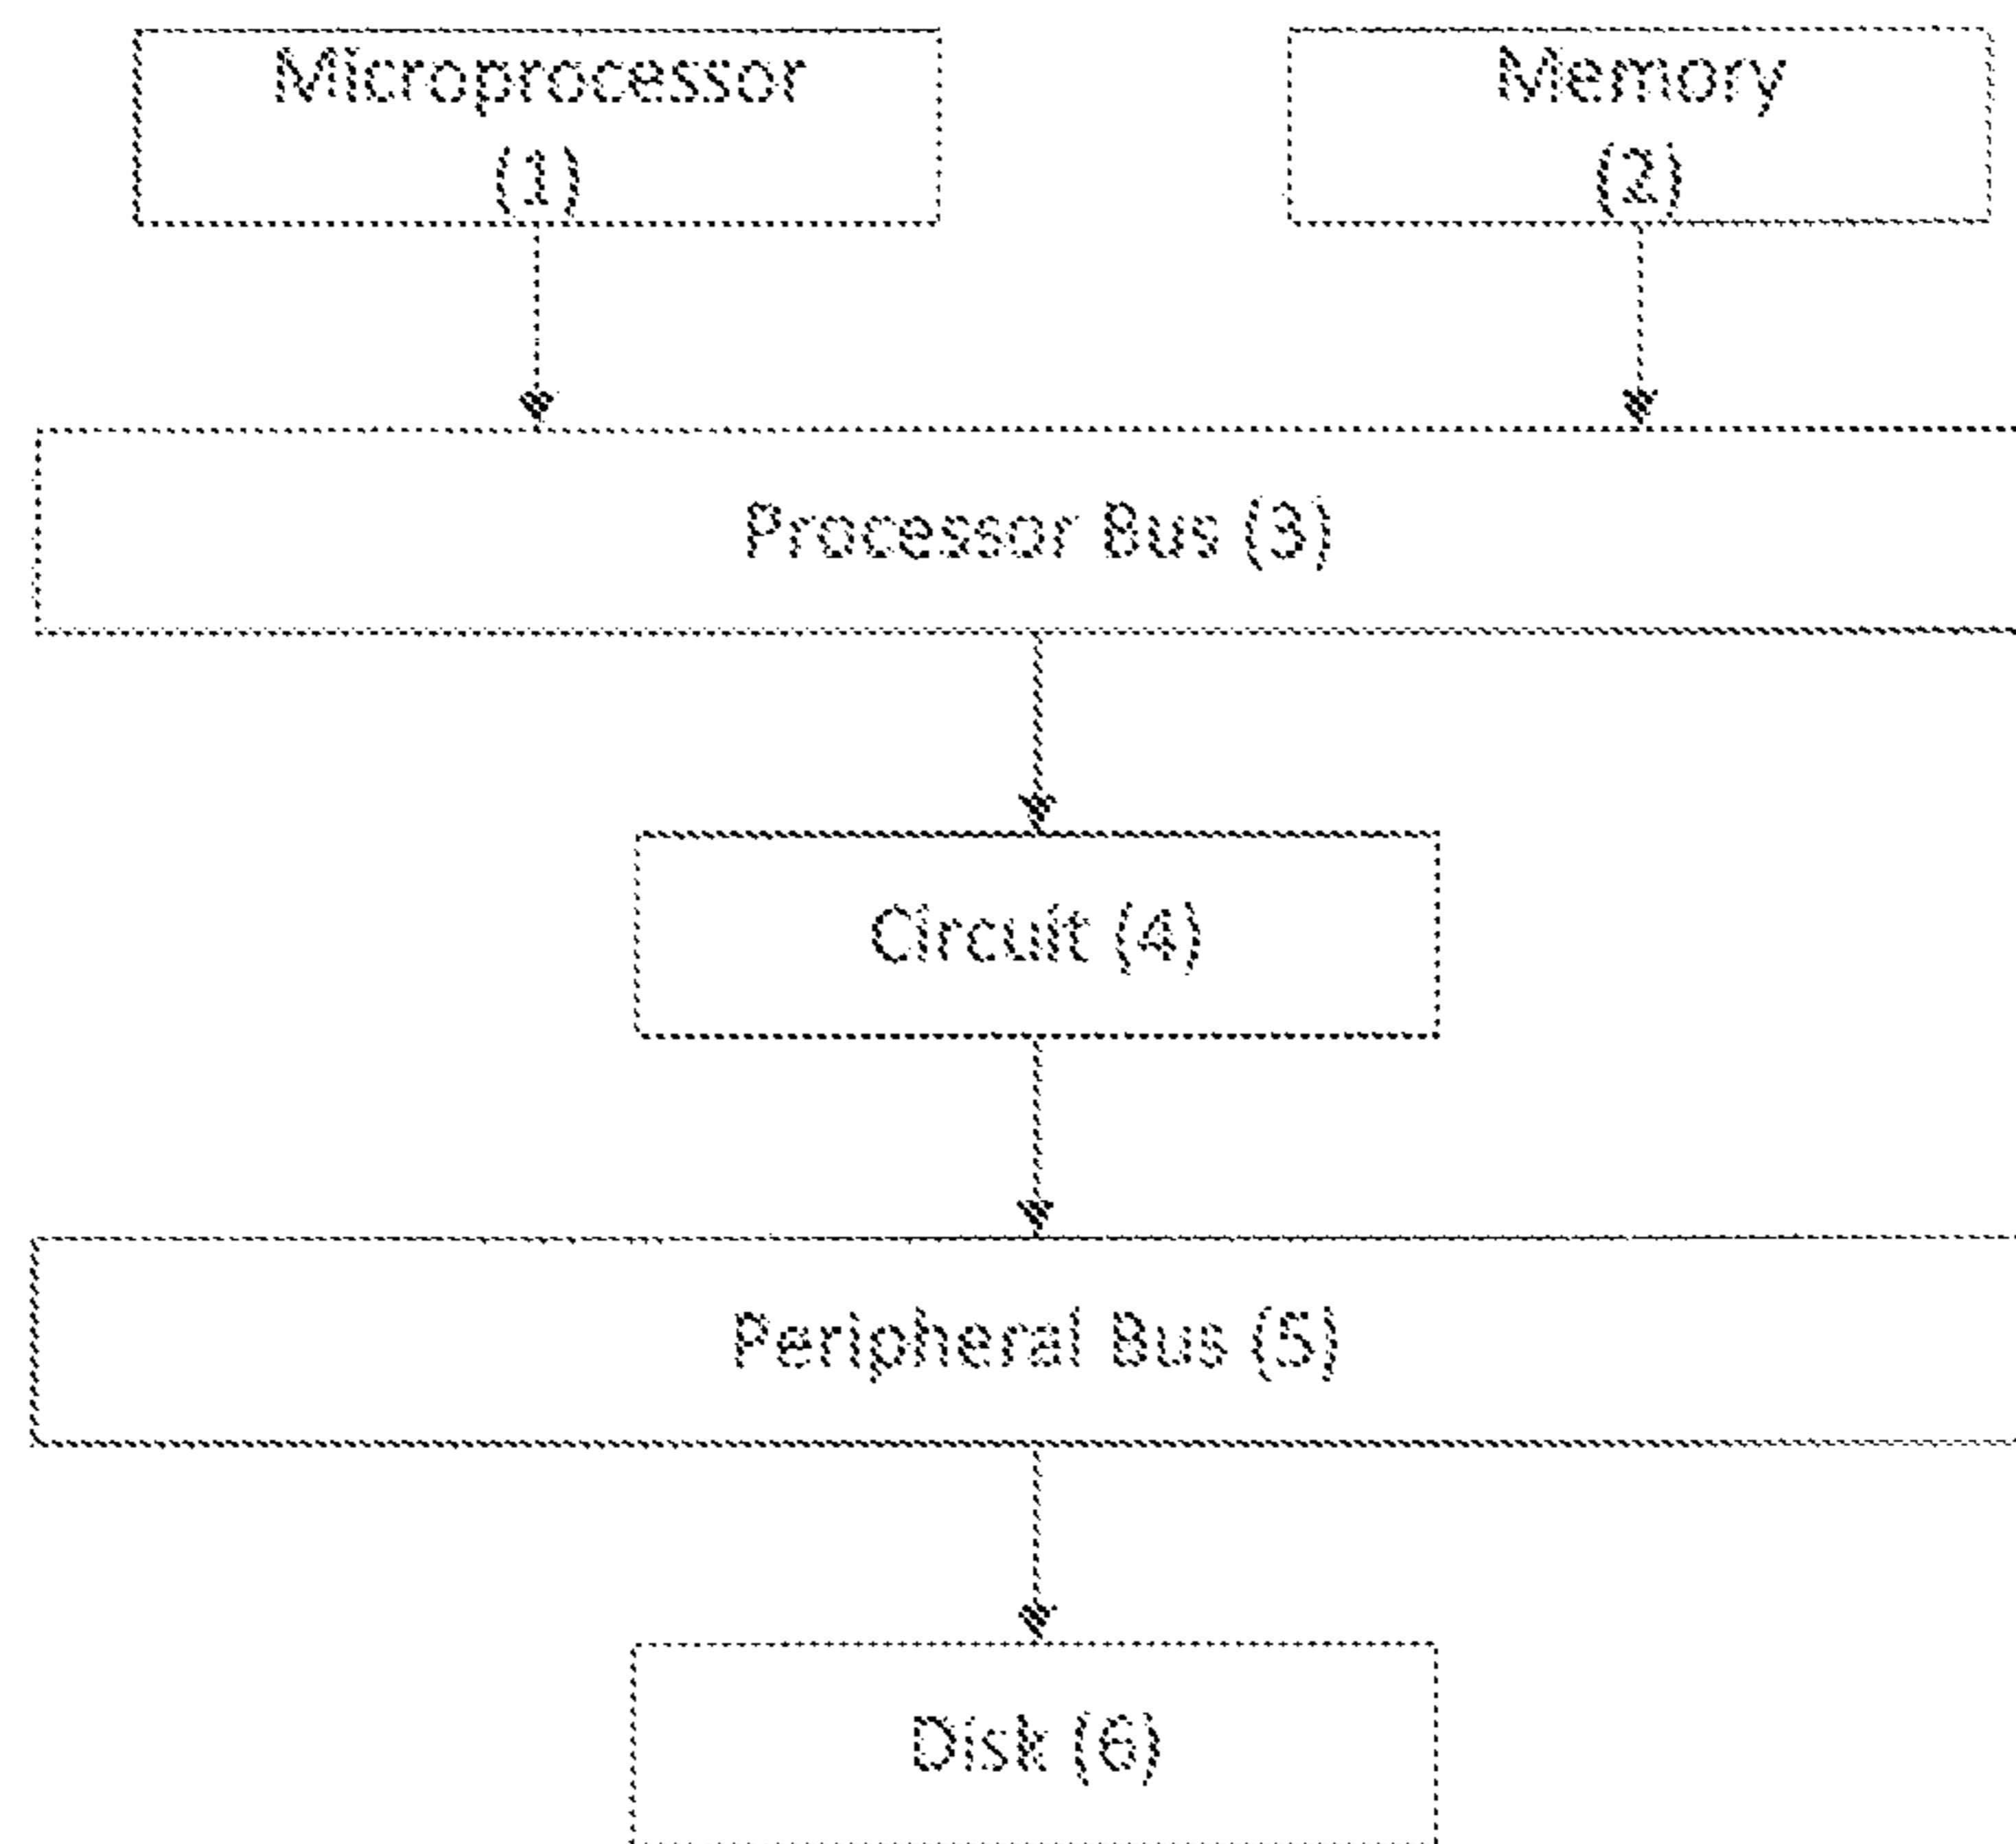 Microprocessor
(1)
Memory
(2)
Processor Bus (3)
Circuit (4)
Peripheral Bus (5)
Disk (6)